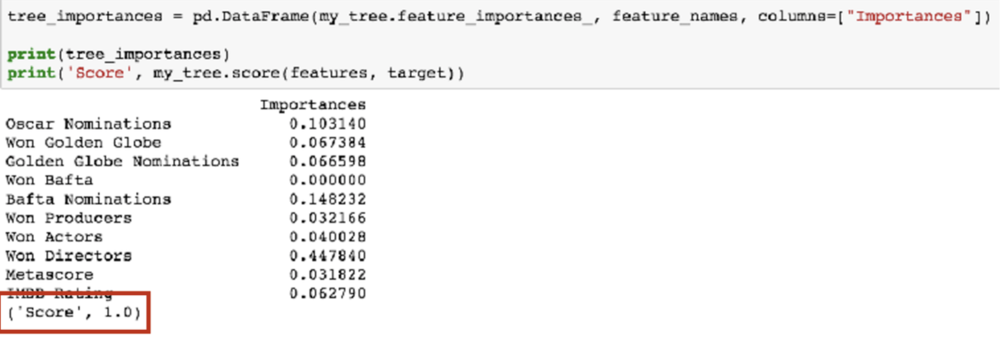 tree_importances = pd.DataFrame(my_tree.feature_importances_, feature_names, columns=["Importances"])
print(tree_importances)
print('Score', my_tree.score(features, target))
Importances
Oscar Nominations 0.103140
Won Golden Globe 0.067384
Golden Globe Nominations 0.066598
Won Bafta 0.000000
Bafta Nominations 0.148232
Won Producers 0.032166
Won Actors 0.040028
Won Directors 0.447840
Metascore 0.031822
IMDB Rating 0.062790
('Score', 1.0)